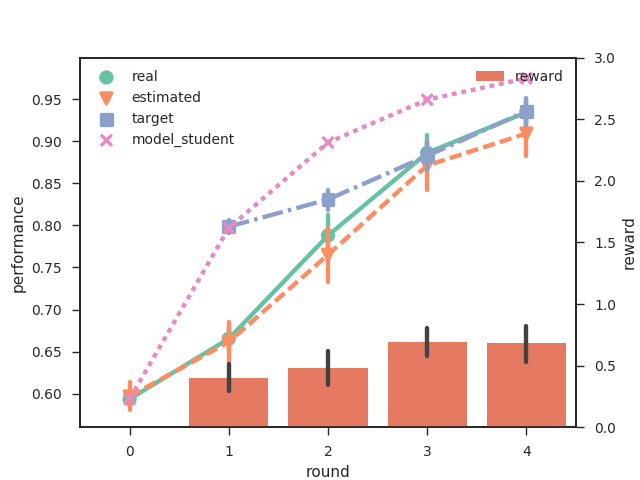 real
estimated
target
model_student
reward
0.95
0.90
0.85
0.80
0.75
0.70
0.65
0.60
performance
3.0
2.5
2.0
1.5
1.0
0.5
0.0
reward
0 1 2 3 4
round